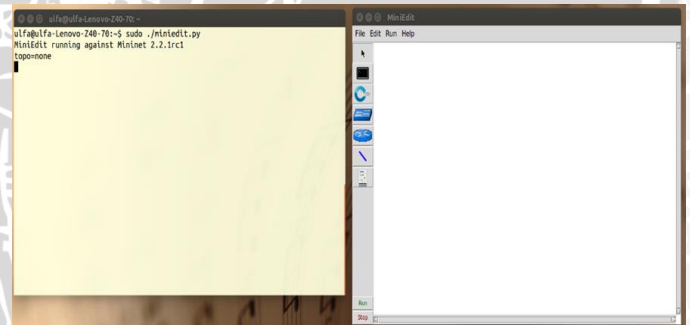 ulfa@ulfa-Lenovo-Z40-70: ~
ulfa@ulfa-Lenovo-Z40-70:~$ sudo ./miniedit.py
MiniEdit running against Mininet 2.2.1rc1
topo=none
MiniEdit
File Edit Run Help
Run
Stop